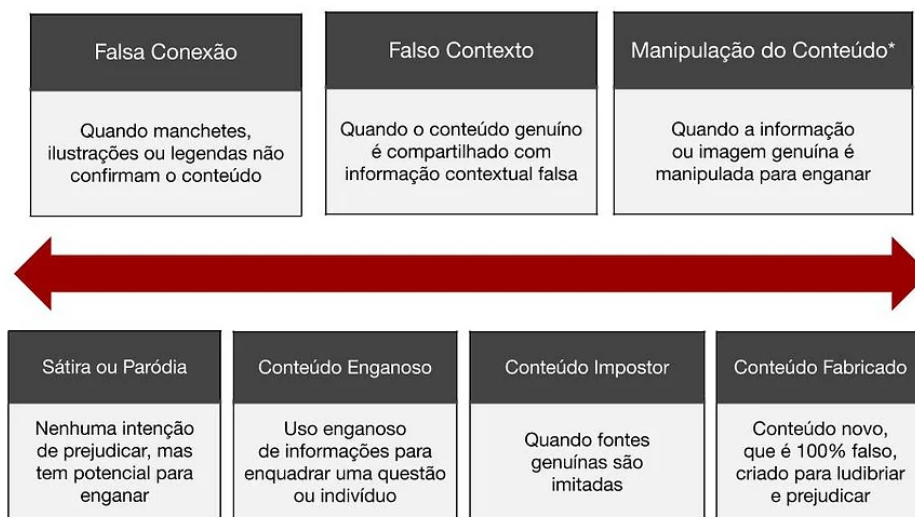 Falsa Conexão
Quando manchetes,
ilustrações ou legendas não
confirmam o conteúdo
Falso Contexto
Quando o conteúdo genuíno
é compartilhado com
informação contextual falsa
Manipulação do Conteúdo*
Quando a informação
ou imagem genuína é
manipulada para enganar
Sátira ou Paródia
Nenhuma intenção
de prejudicar, mas
tem potencial para
enganar
Conteúdo Enganoso
Uso enganoso
de informações para
enquadrar uma questão
ou indivíduo
Conteúdo Impostor
Quando fontes
genuínas são
imitadas
Conteúdo Fabricado
Conteúdo novo,
que é 100% falso,
criado para ludibriar
e prejudicar